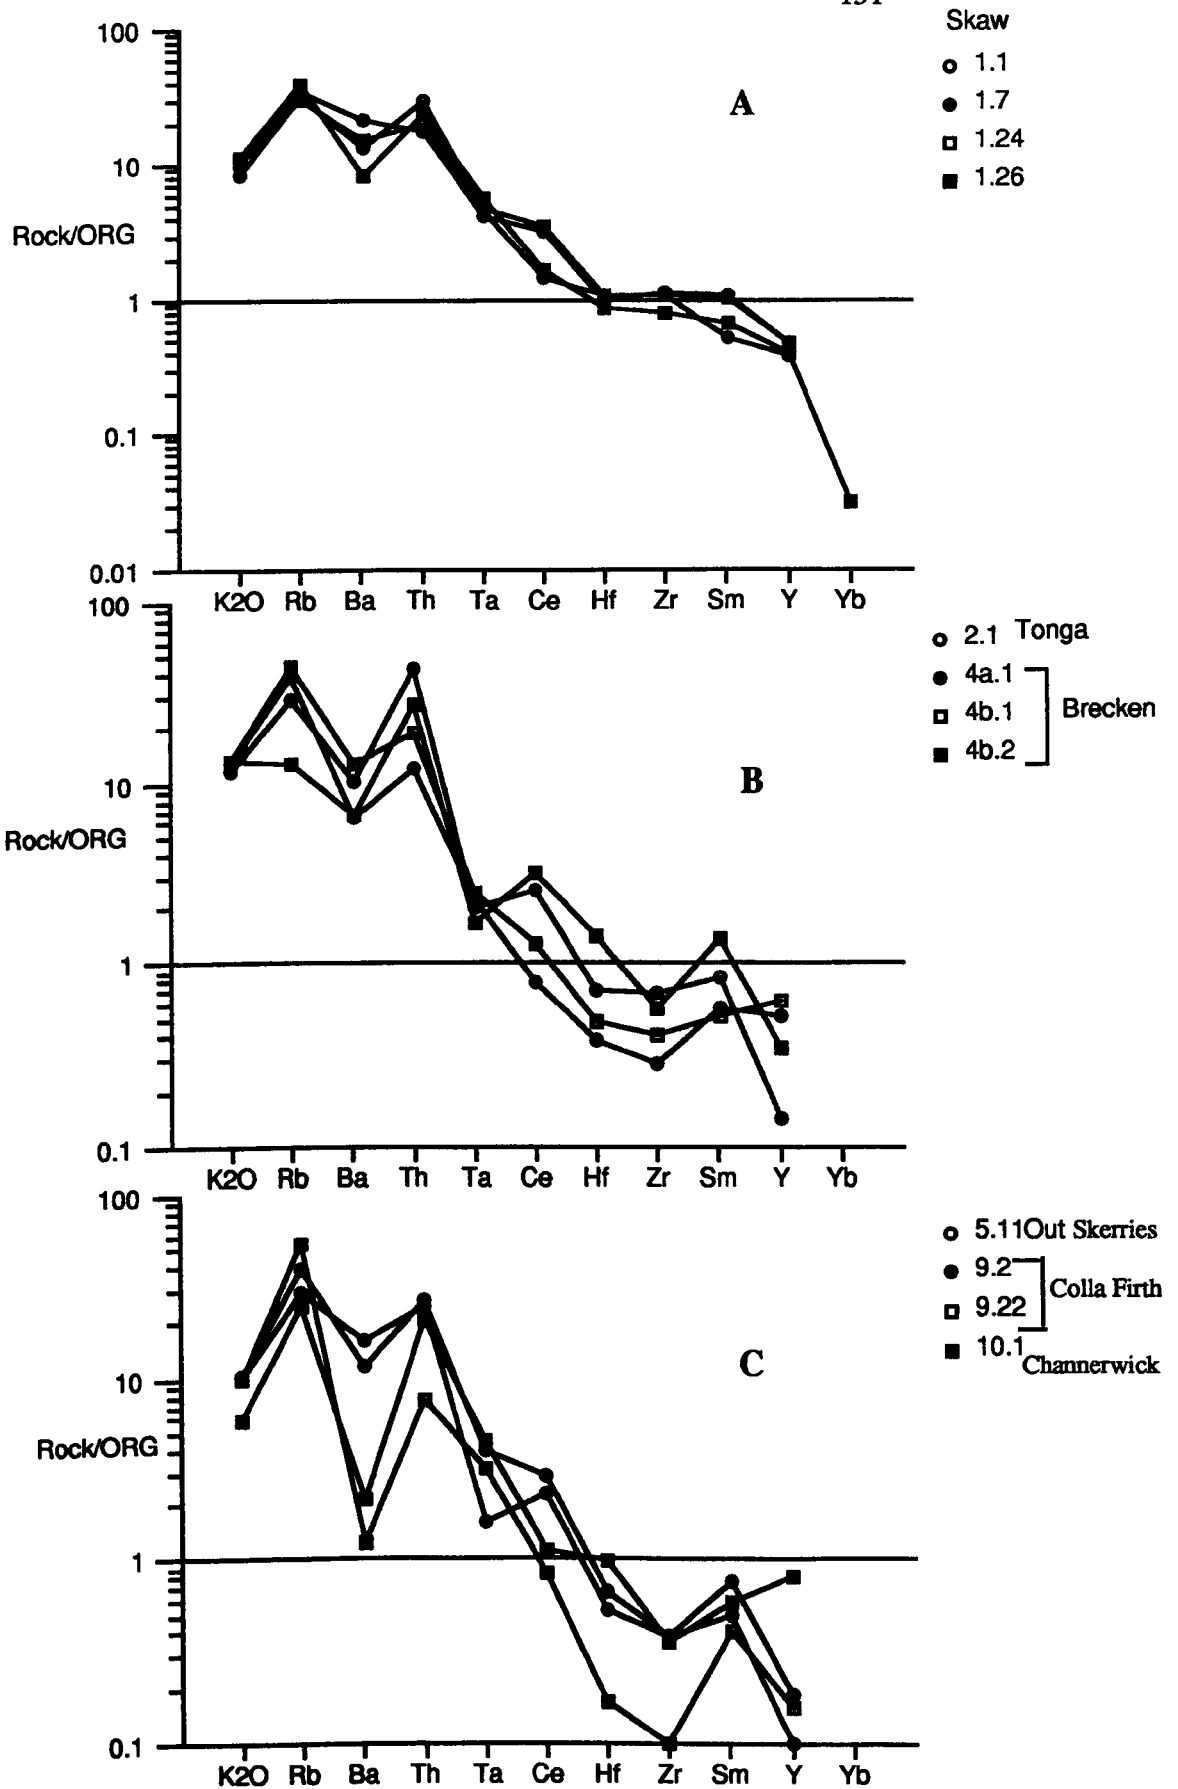 Skaw
1.1
1.7
1.24
1.26
A
100
10
Rock/ORG
1
0.1
0.01
K2O Rb Ba Th Ta Ce Hf Zr Sm Y Yb
2.1 Tonga
4a.1
4b.1
4b.2
Brecken
B
100
10
Rock/ORG
1
0.1
K2O Rb Ba Th Ta Ce Hf Zr Sm Y Yb
5.11Out Skerries
9.2
9.22
Colla Firth
10.1
Channerwick
C
100
10
Rock/ORG
1
0.1
K2O Rb Ba Th Ta Ce Hf Zr Sm Y Yb